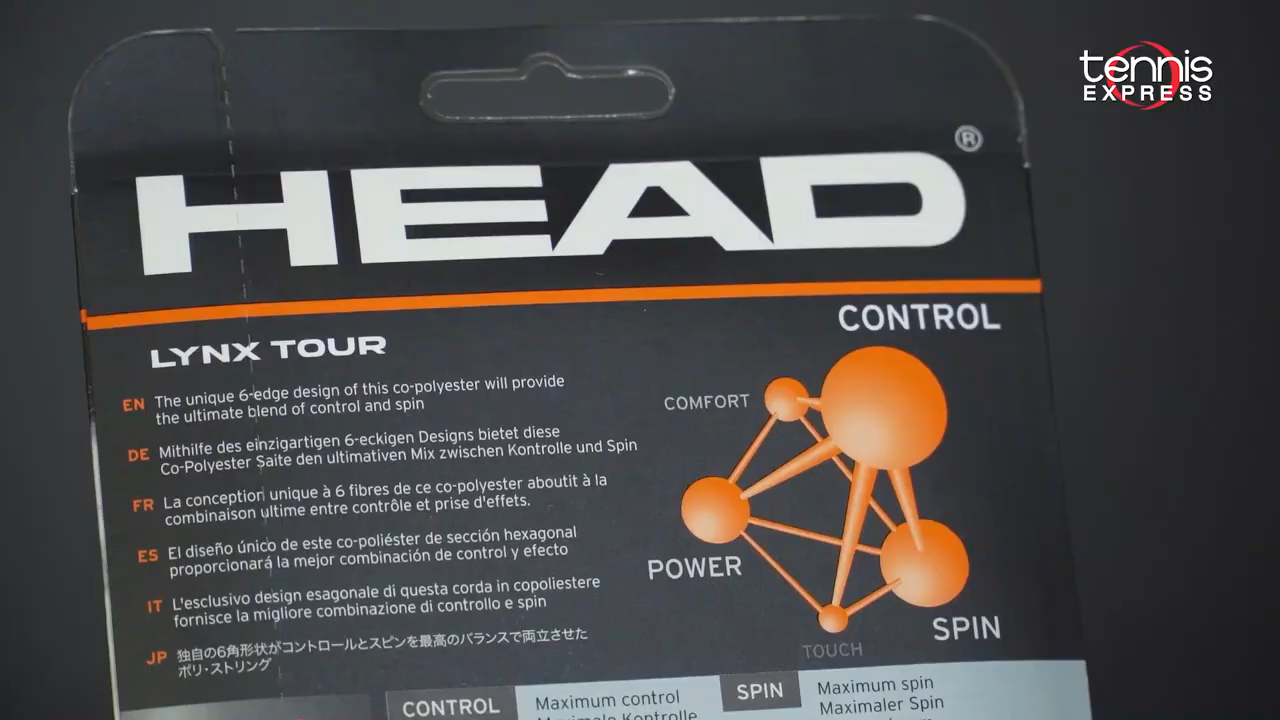 tennis
EXPRESS
HEAD®
LYNX TOUR
EN The unique 6-edge design of this co-polyester will provide
the ultimate blend of control and spin
DE Mithilfe des einzigartigen 6-eckigen Designs bietet diese
Co-Polyester Saite den ultimativen Mix zwischen Kontrolle und Spin
FR La conception unique à 6 fibres de ce co-polyester aboutit à la
combinaison ultime entre contrôle et prise d'effets.
ES El diseño único de este co-poliéster de sección hexagonal
proporcionará la mejor combinación de control y efecto
IT L'esclusivo design esagonale di questa corda in copoliestere
fornisce la migliore combinazione di controllo e spin
JP 独自の6角形状がコントロールとスピンを最高のバランスで両立させた
ポリ・ストリング
CONTROL
COMFORT
POWER
SPIN
TOUCH
CONTROL
Maximum control
Maximale Kontrolle
SPIN
Maximum spin
Maximaler Spin